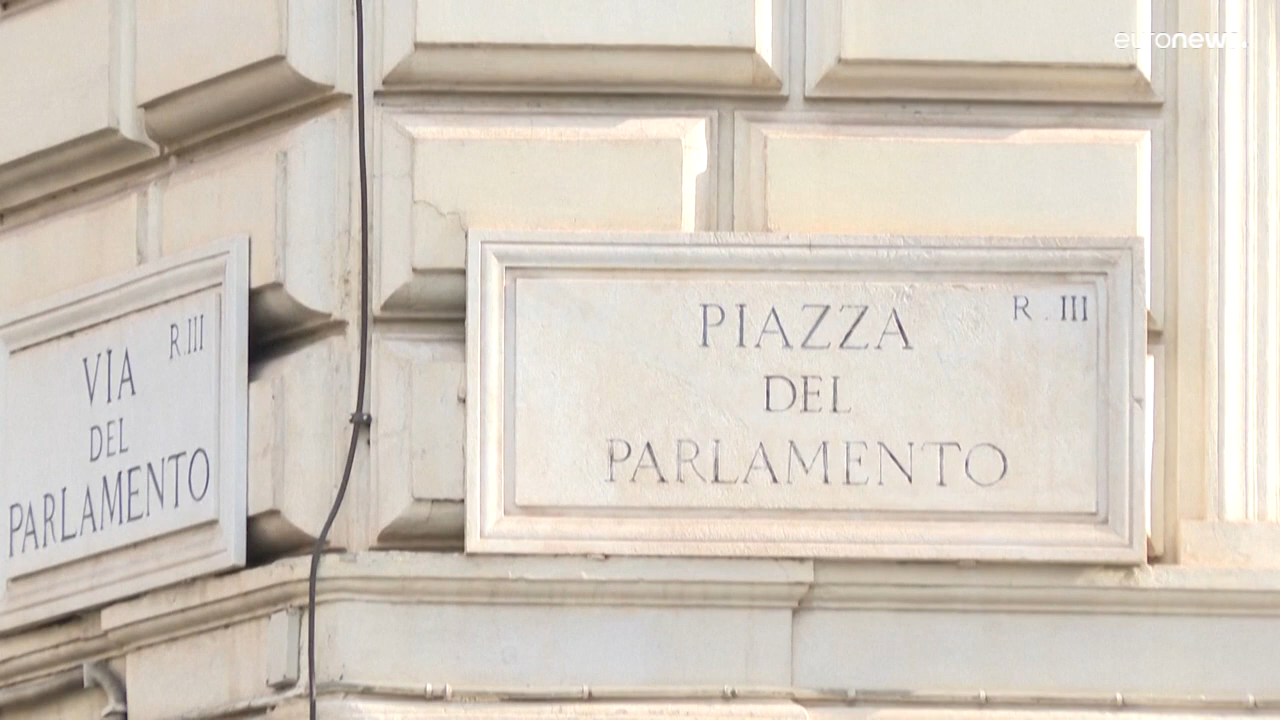 euronews.
VIA
R.III
DEL
PARLAMENTO
PIAZZA
R. III
DEL
PARLAMENTO